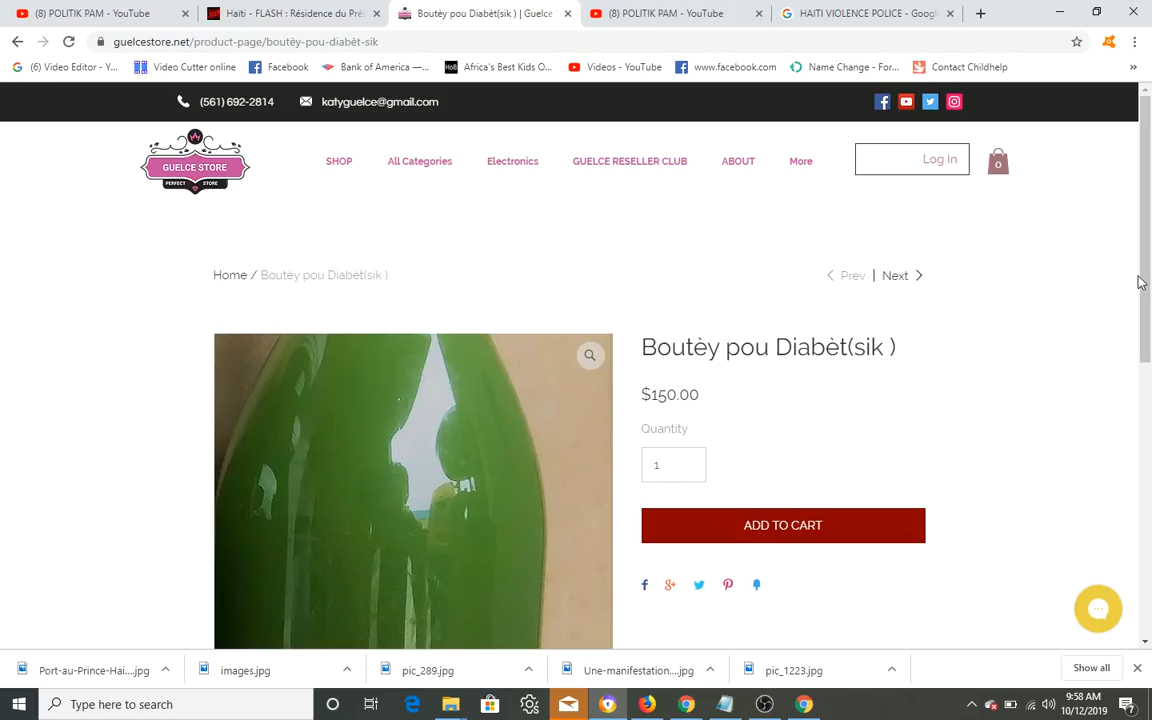 (8) POLITIK PAM - YouTube
Haïti - FLASH : Résidence du Pré
Boutèy pou Diabèt(sik ) | Guelce
(8) POLITIK PAM - YouTube
HAITI VIOLENCE POLICE - Google
guelcestore.net/product-page/boutèy-pou-diabèt-sik
(6) Video Editor - Y...
Video Cutter online
Facebook
Bank of America —...
Africa's Best Kids O...
Videos - YouTube
www.facebook.com
Name Change - For...
Contact Childhelp
(561) 692-2814
katyguelce@gmail.com
GUELCE STORE
PERFECT STORE
SHOP
All Categories
Electronics
GUELCE RESELLER CLUB
ABOUT
More
Log In
0
Home / Boutèy pou Diabèt(sik )
Prev | Next
Boutèy pou Diabèt(sik )
$150.00
Quantity
1
ADD TO CART
Port-au-Prince-Hai....jpg
images.jpg
pic_289.jpg
Une-manifestation....jpg
pic_1223.jpg
Show all
Type here to search
9:58 AM
10/12/2019
7